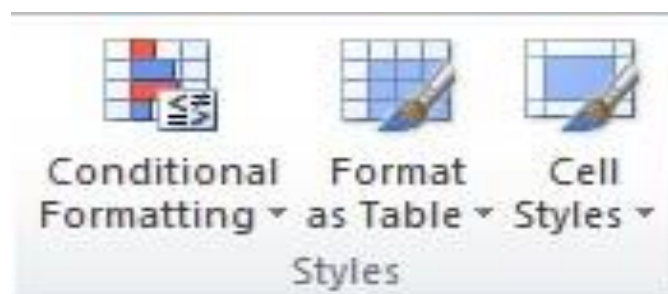 Conditional Formatting
Format as Table
Cell Styles
Styles